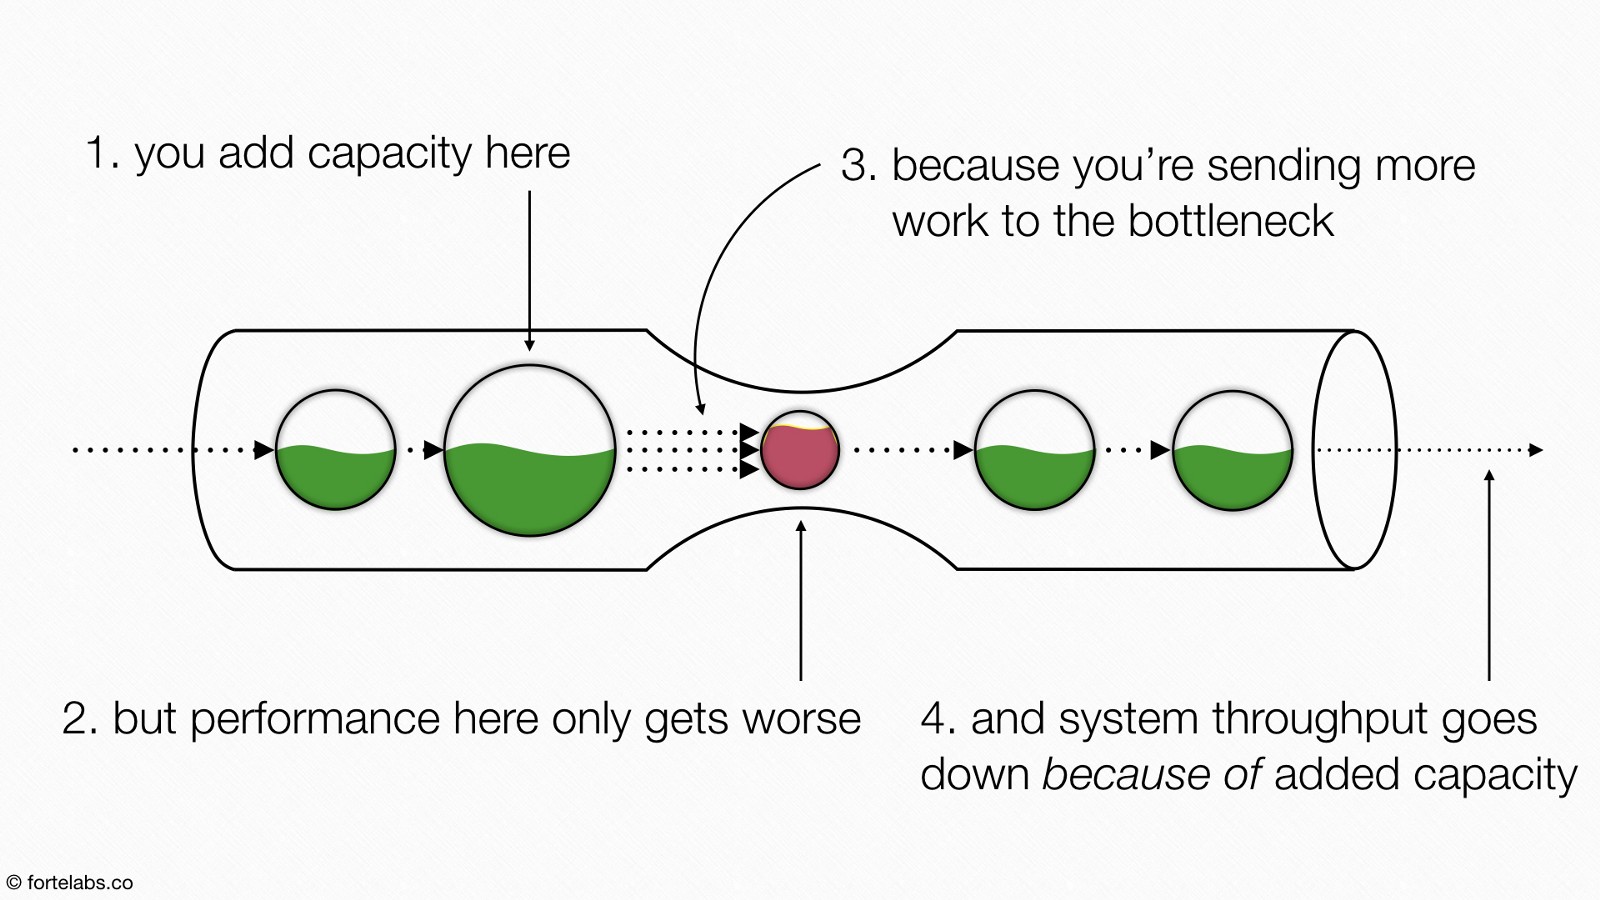 1. you add capacity here
3. because you’re sending more
work to the bottleneck
2. but performance here only gets worse
4. and system throughput goes
down because of added capacity
© fortelabs.co